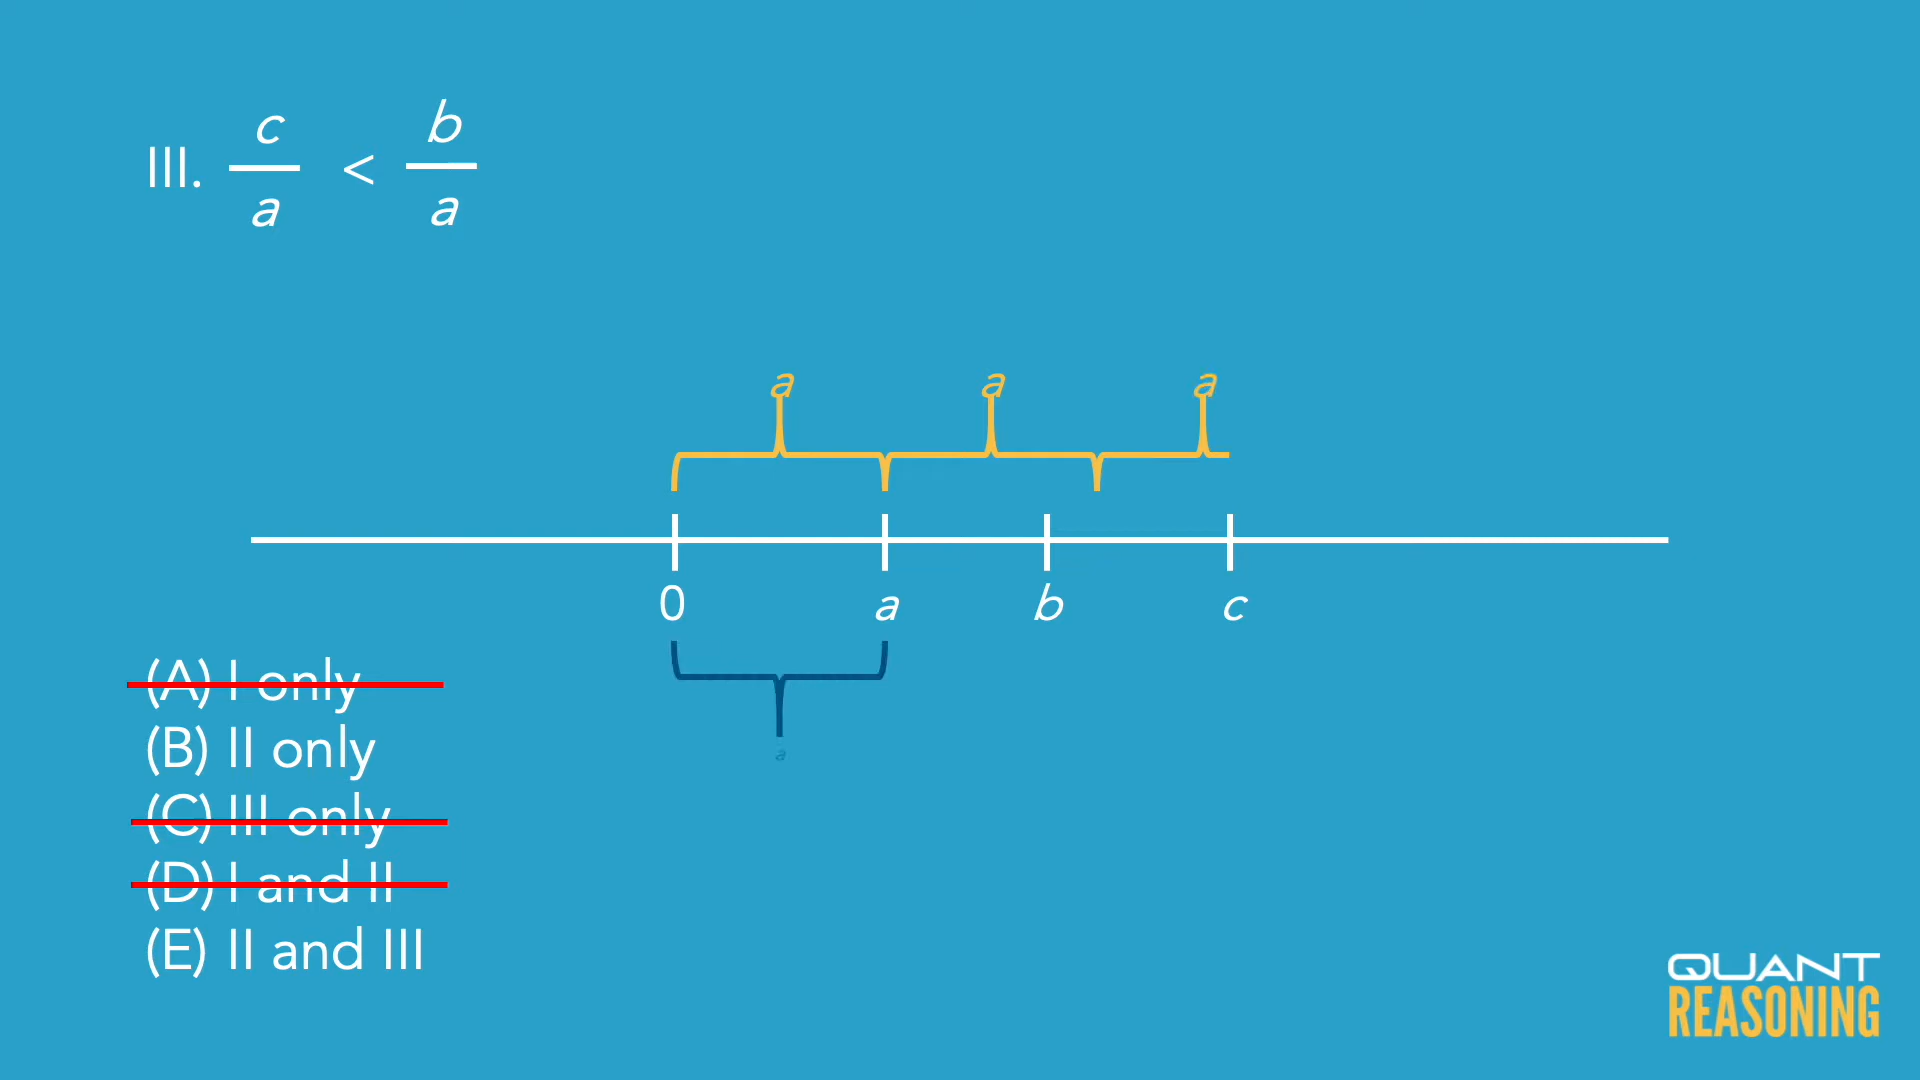 III. c/a < b/a
a a a
0 a b c
a
(A) I only
(B) II only
(C) III only
(D) I and II
(E) II and III
QUANT
REASONING